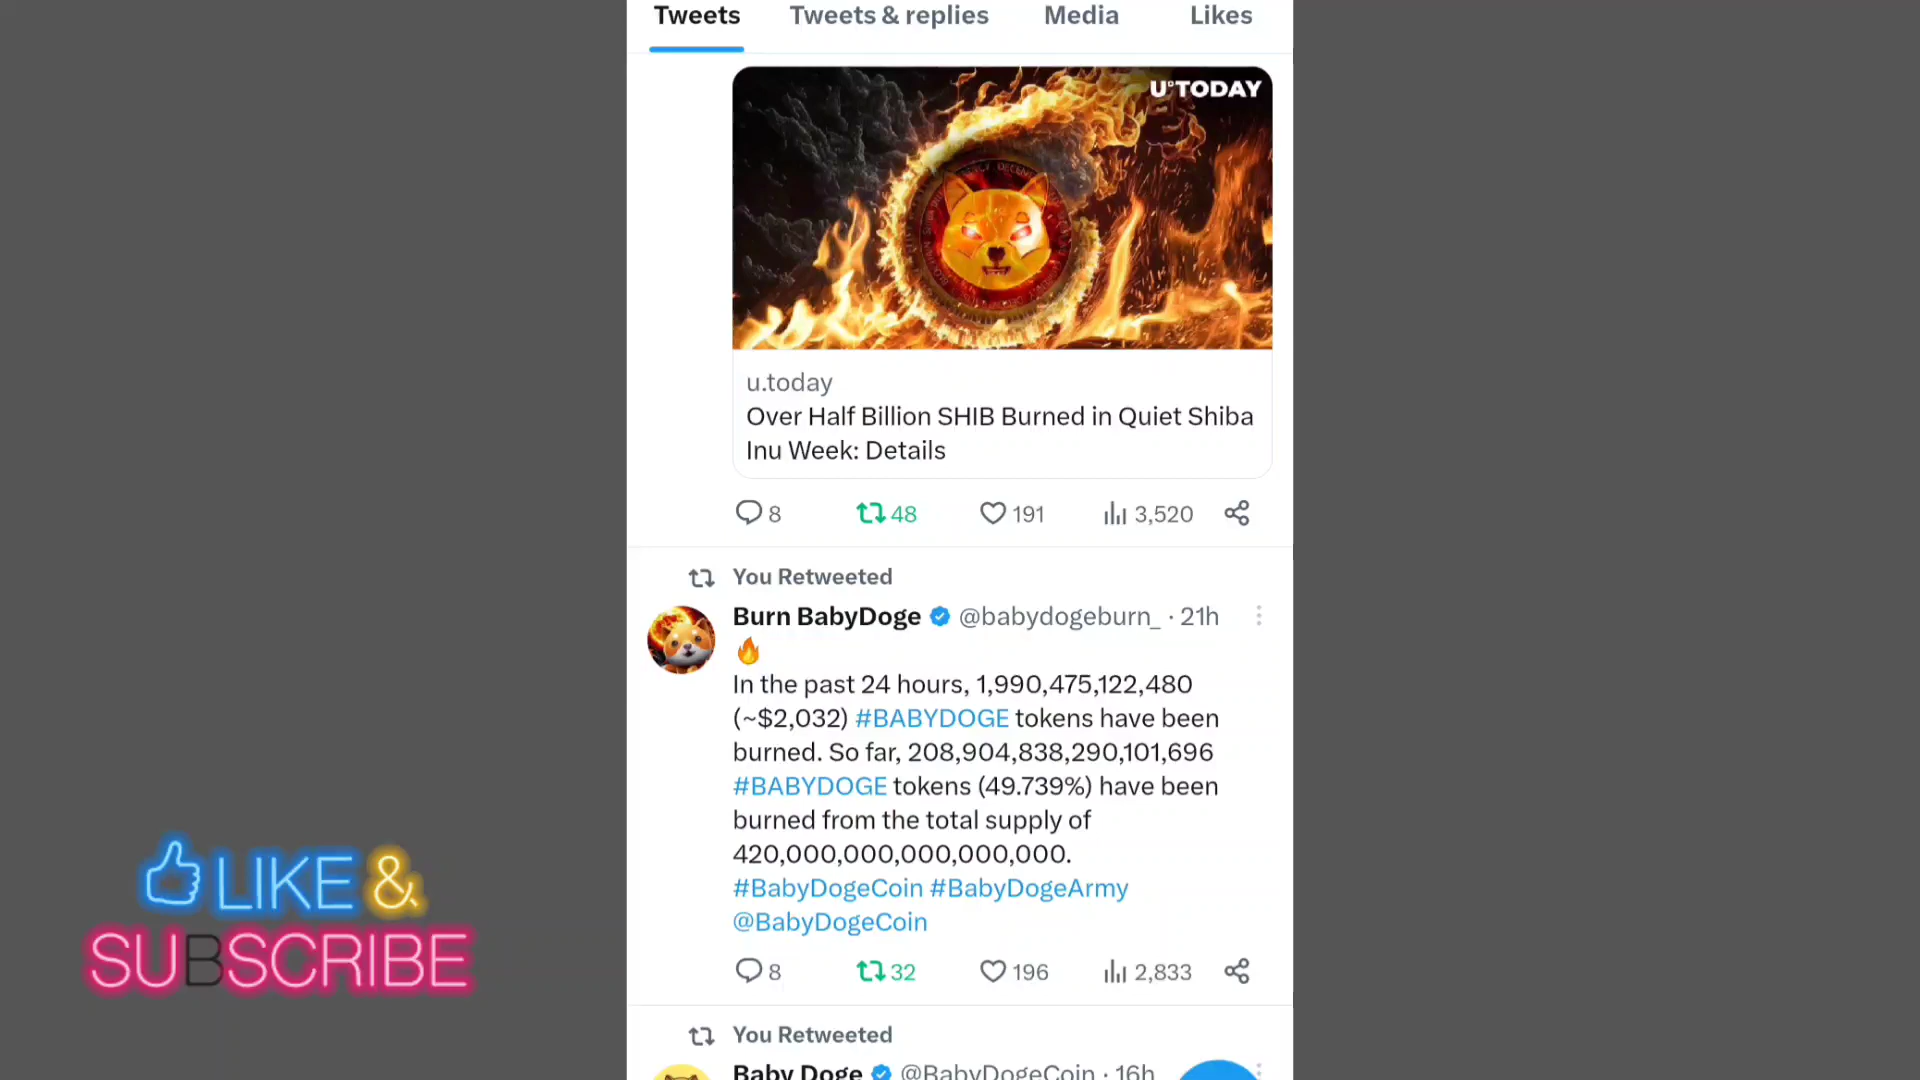 Tweets Tweets & replies Media Likes
U°TODAY
u.today
Over Half Billion SHIB Burned in Quiet Shiba
Inu Week: Details
8 48 191 3,520
You Retweeted
Burn BabyDoge @babydogeburn_ · 21h
🔥
In the past 24 hours, 1,990,475,122,480
(~$2,032) #BABYDOGE tokens have been
burned. So far, 208,904,838,290,101,696
#BABYDOGE tokens (49.739%) have been
burned from the total supply of
420,000,000,000,000,000.
#BabyDogeCoin #BabyDogeArmy
@BabyDogeCoin
8 32 196 2,833
You Retweeted
Baby Doge @BabyDogeCoin · 16h
LIKE &
SUBSCRIBE